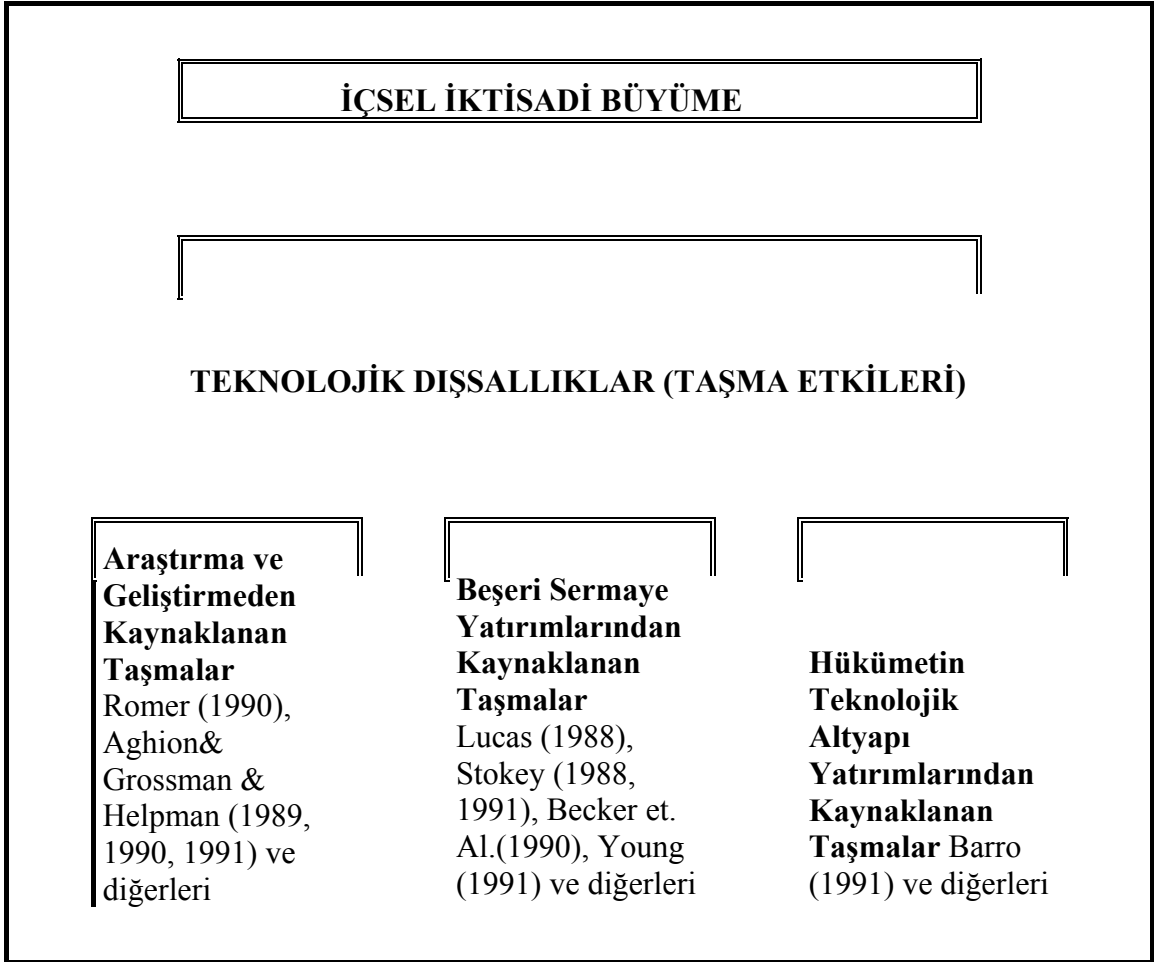 İÇSEL İKTİSADİ BÜYÜME
TEKNOLOJİK DIŞSALLIKLAR (TAŞMA ETKİLERİ)
Araştırma ve
Geliştirmeden
Kaynaklanan
Taşmalar
Romer (1990),
Aghion&
Grossman &
Helpman (1989,
1990, 1991) ve
diğerleri
Beşeri Sermaye
Yatırımlarından
Kaynaklanan
Taşmalar
Lucas (1988),
Stokey (1988,
1991), Becker et.
Al.(1990), Young
(1991) ve diğerleri
Hükümetin
Teknolojik
Altyapı
Yatırımlarından
Kaynaklanan
Taşmalar Barro
(1991) ve diğerleri